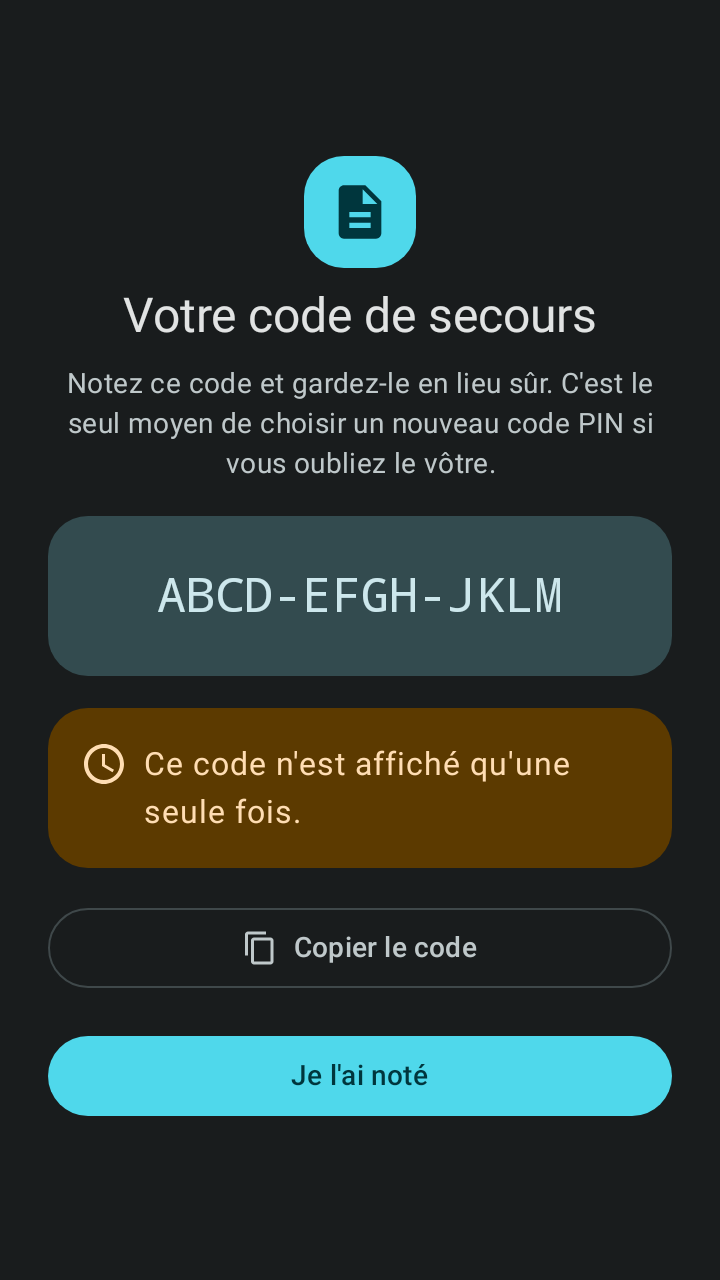 Votre code de secours
Notez ce code et gardez-le en lieu sûr. C'est le
seul moyen de choisir un nouveau code PIN si
vous oubliez le vôtre.
ABCD-EFGH-JKLM
Ce code n'est affiché qu'une
seule fois.
Copier le code
Je l'ai noté